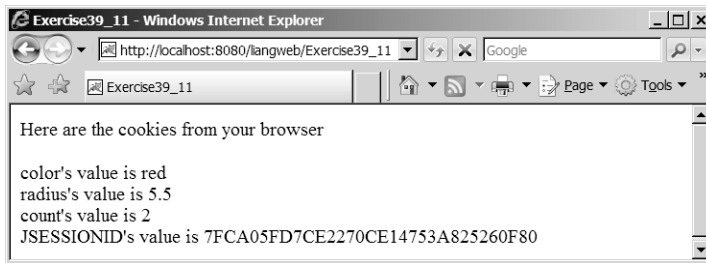 Exercise39_11 - Windows Internet Explorer
http://localhost:8080/langweb/Exercise39_11
Google
Exercise39_11
Page
Tools
»
Here are the cookies from your browser
color's value is red
radius's value is 5.5
count's value is 2
JSESSIONID's value is 7FCA05FD7CE2270CE14753A825260F80